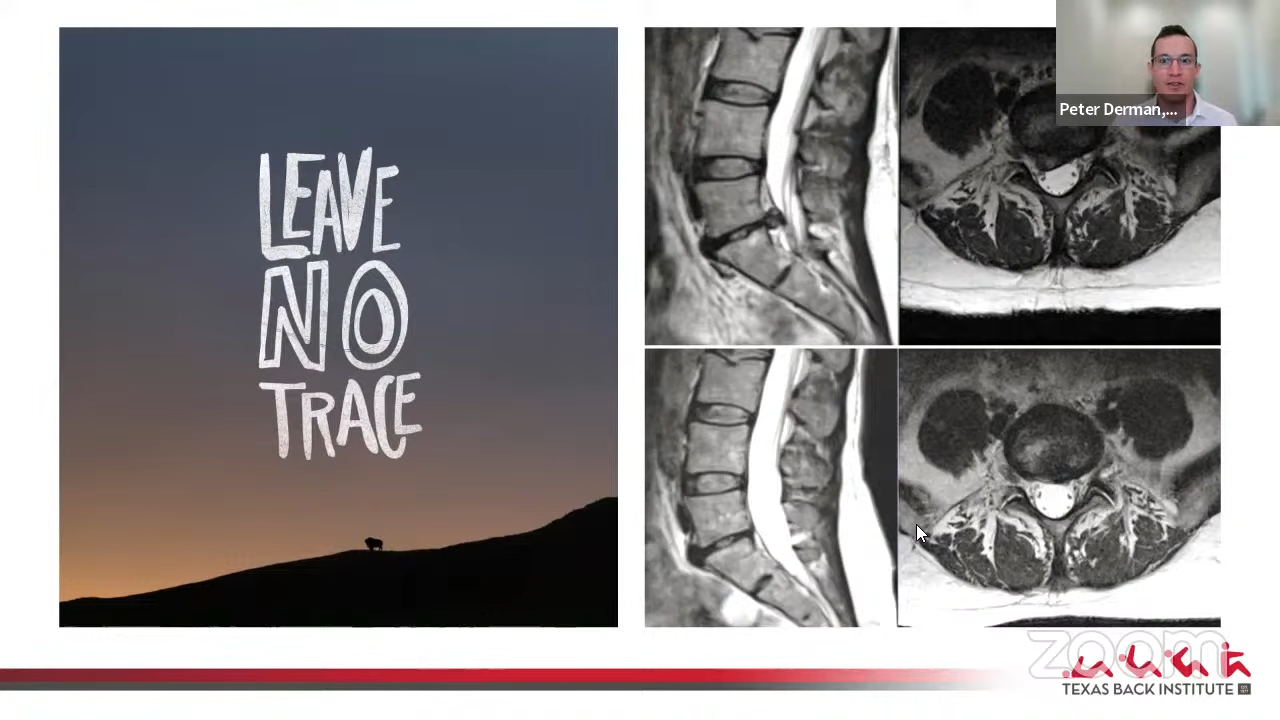 LEAVE
NO
TRACE
Peter Derman,...
zoom
TEXAS BACK INSTITUTE